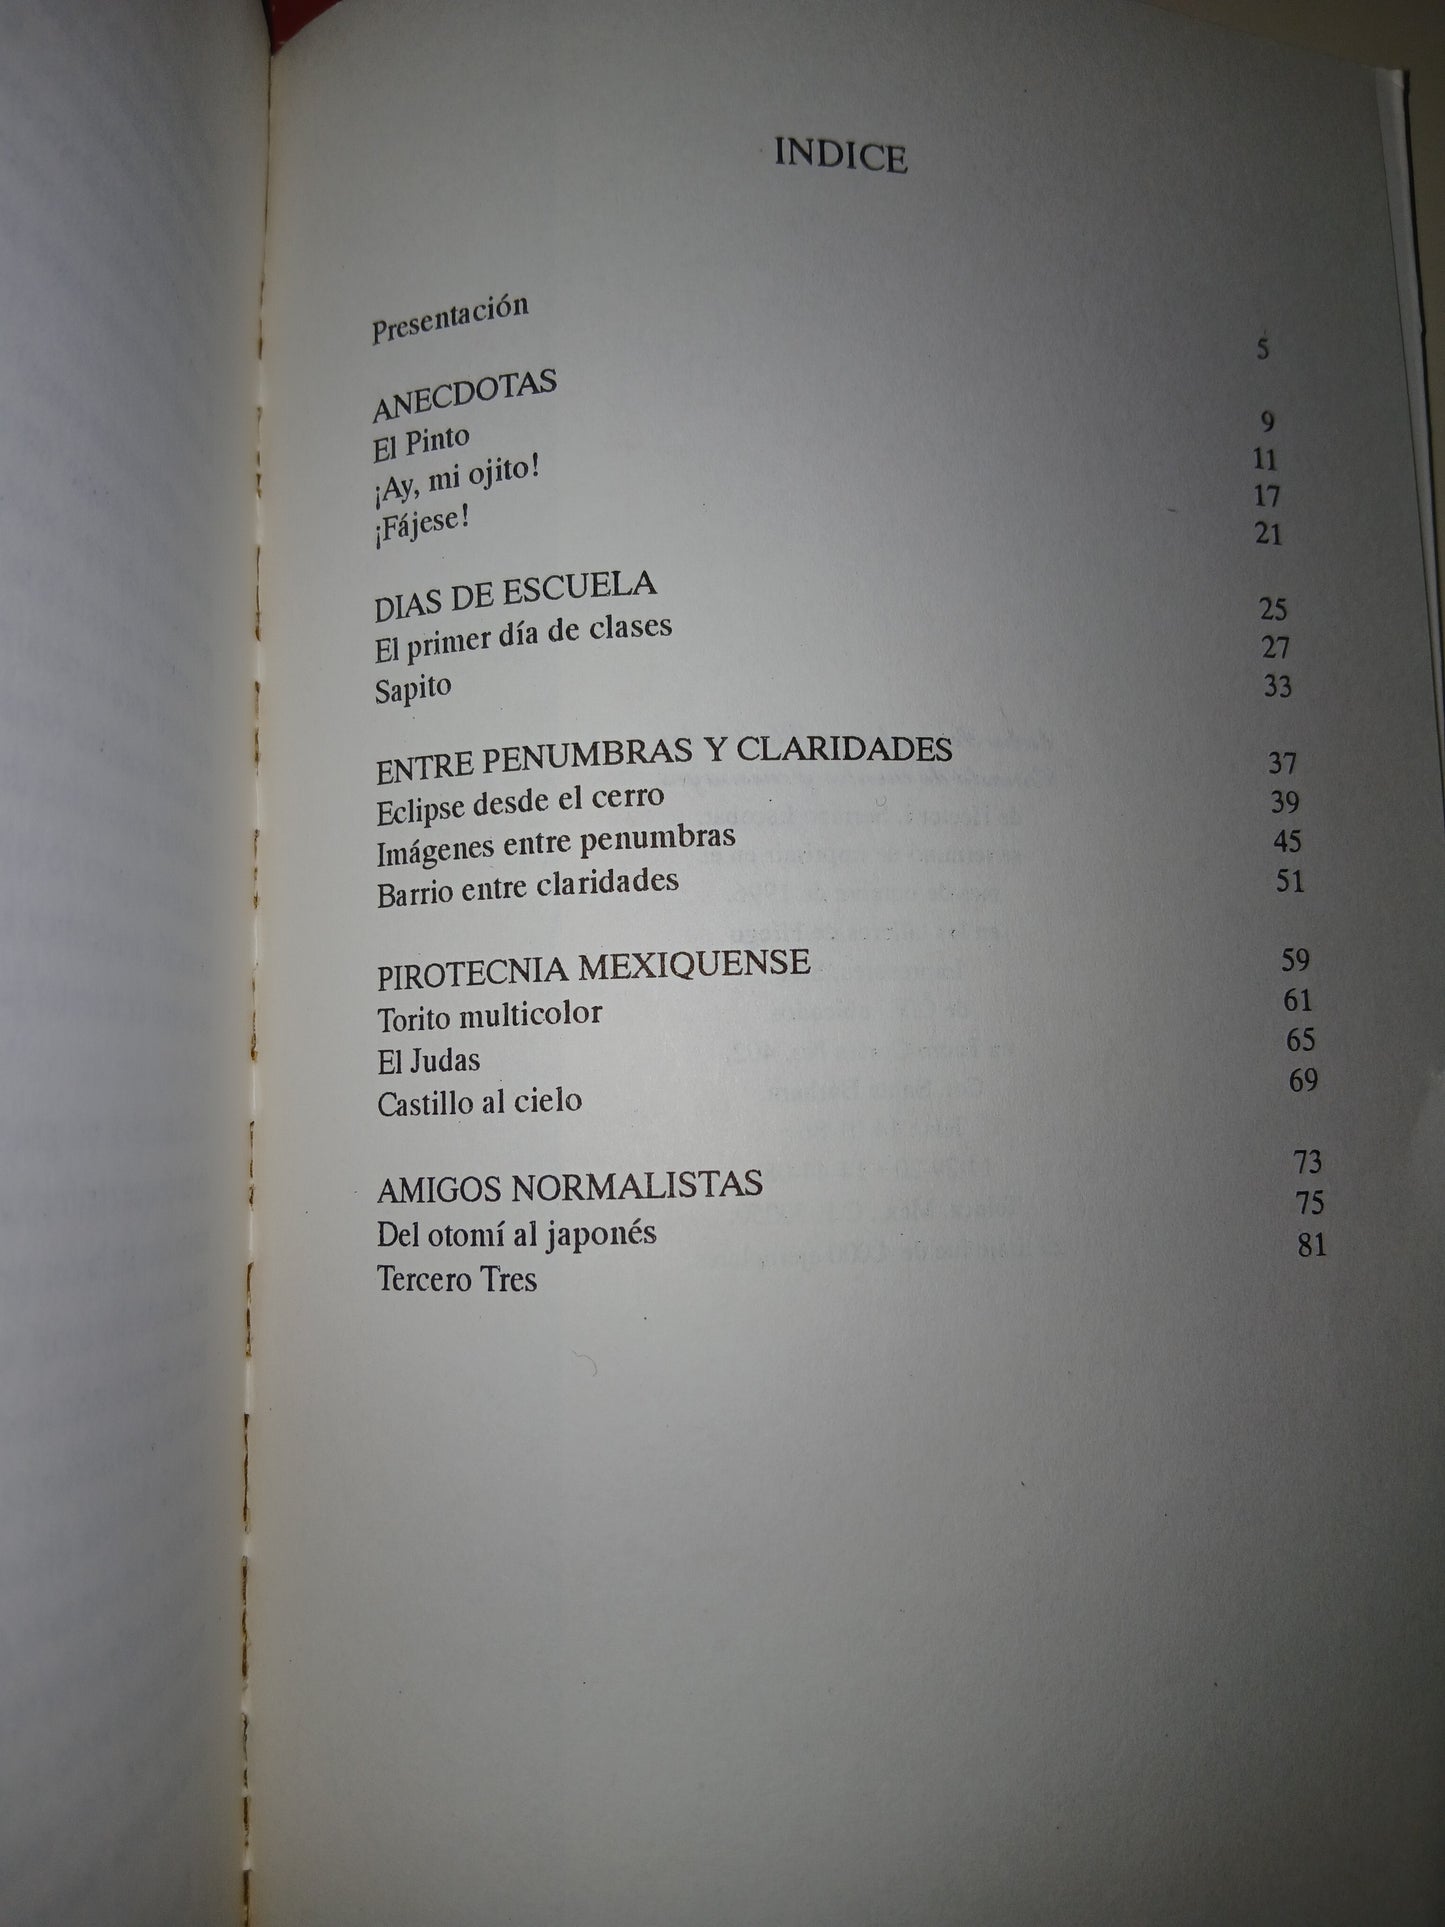 INDICE
Presentación 5
ANECDOTAS 9
El Pinto 11
¡Ay, mi ojito! 17
¡Fájese! 21
DIAS DE ESCUELA 25
El primer día de clases 27
Sapito 33
ENTRE PENUMBRAS Y CLARIDADES 37
Eclipse desde el cerro 39
Imágenes entre penumbras 45
Barrio entre claridades 51
PIROTECNIA MEXIQUENSE 59
Torito multicolor 61
El Judas 65
Castillo al cielo 69
AMIGOS NORMALISTAS 73
Del otomí al japonés 75
Tercero Tres 81